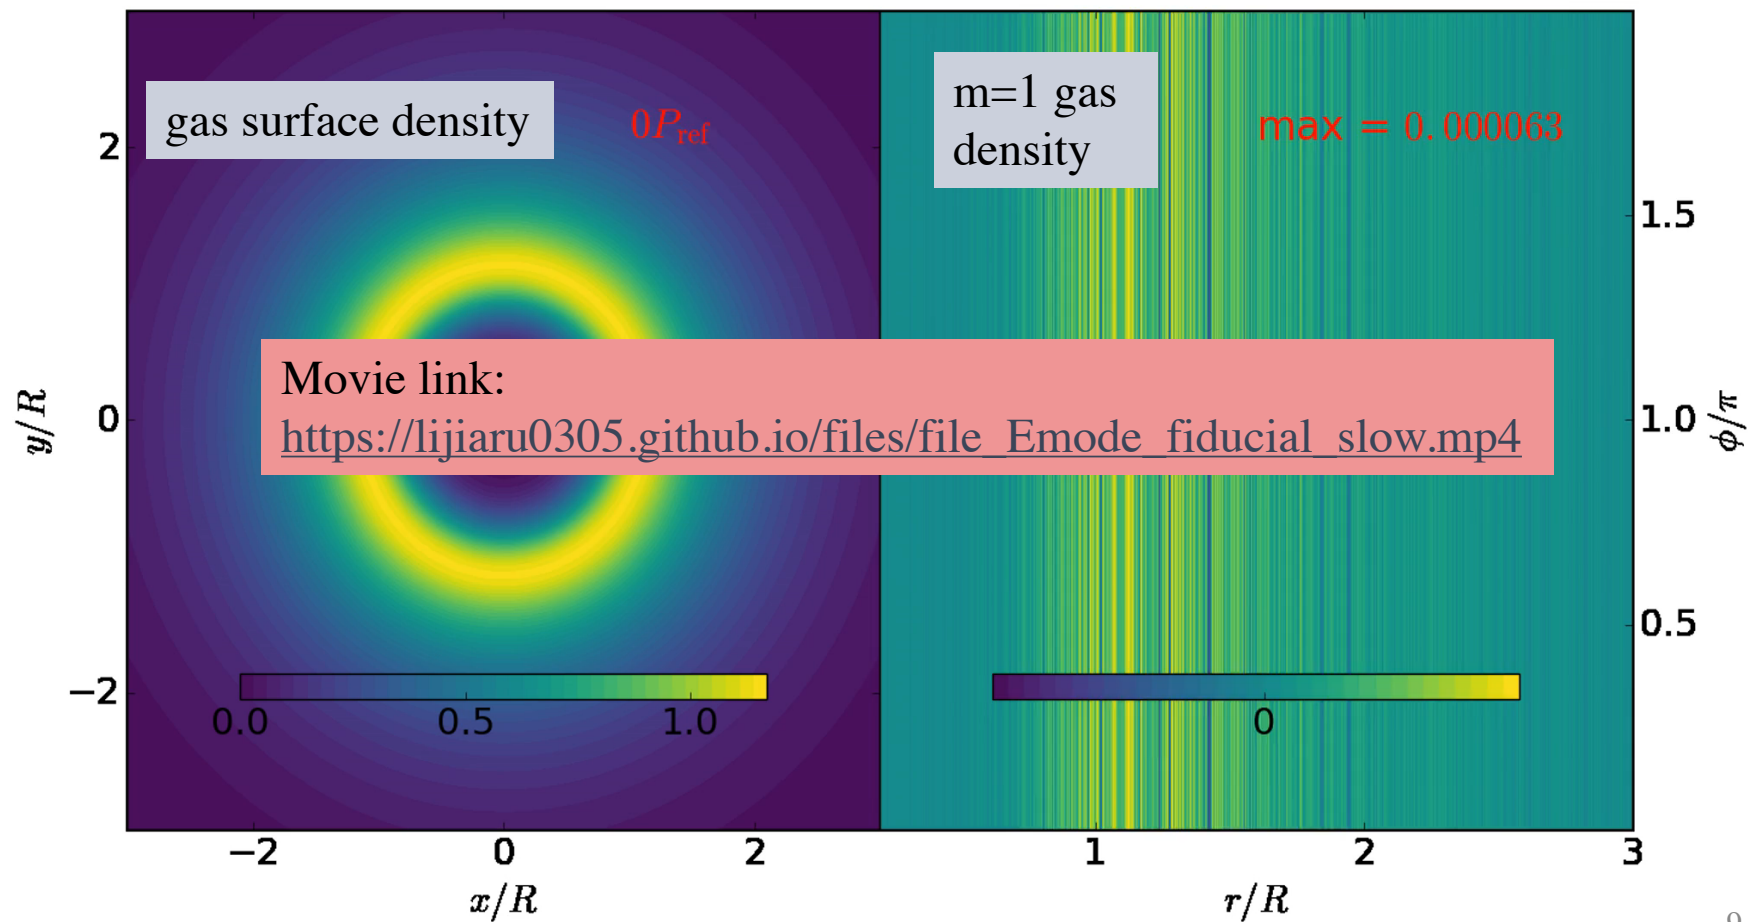 gas surface density
0P_ref
m=1 gas
density
max = 0.000063
2
0
−2
y/R
Movie link:
https://lijiaru0305.github.io/files/file_Emode_fiducial_slow.mp4
0.0 0.5 1.0
0
1.5
1.0
0.5
ϕ/π
−2 0 2
1 2 3
x/R
r/R